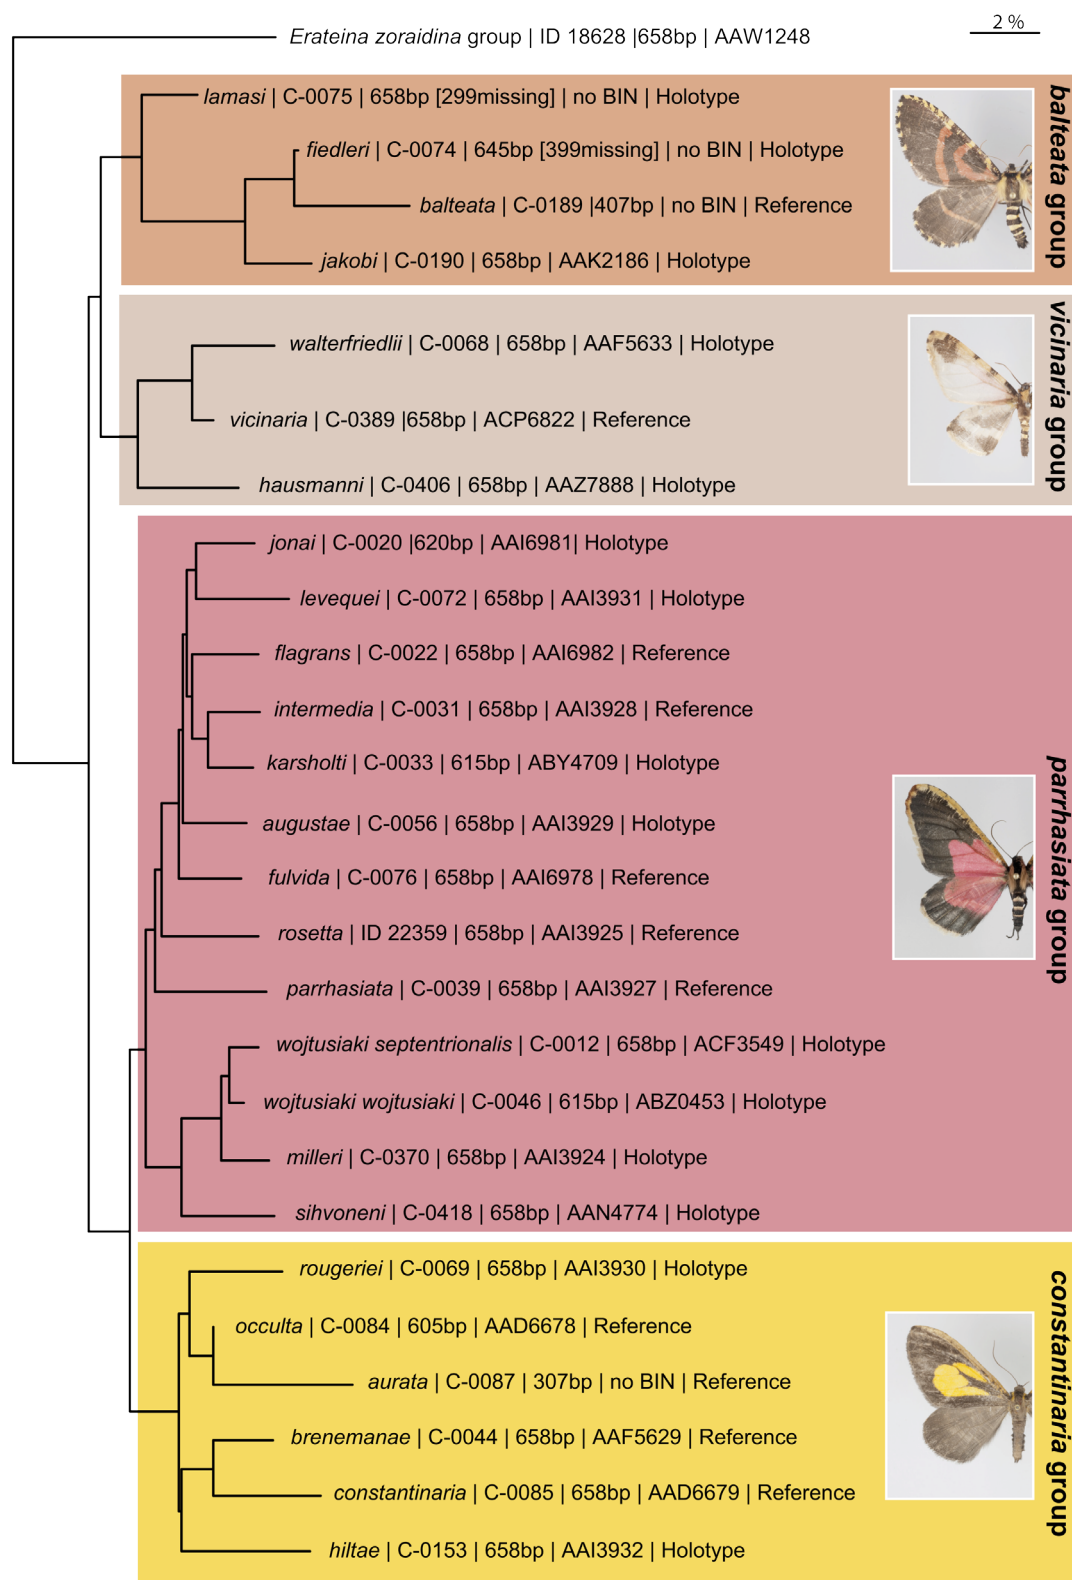 Erateina zoraidina group | ID 18628 |658bp | AAW1248
2 %
lamasi | C-0075 | 658bp [299missing] | no BIN | Holotype
fiedleri | C-0074 | 645bp [399missing] | no BIN | Holotype
balteata | C-0189 |407bp | no BIN | Reference
jakobi | C-0190 | 658bp | AAK2186 | Holotype
balteata group
walterfriedlii | C-0068 | 658bp | AAF5633 | Holotype
vicinaria | C-0389 |658bp | ACP6822 | Reference
hausmanni | C-0406 | 658bp | AAZ7888 | Holotype
vicinaria group
jonai | C-0020 |620bp | AAI6981| Holotype
levequei | C-0072 | 658bp | AAI3931 | Holotype
flagrans | C-0022 | 658bp | AAI6982 | Reference
intermedia | C-0031 | 658bp | AAI3928 | Reference
karsholti | C-0033 | 615bp | ABY4709 | Holotype
augustae | C-0056 | 658bp | AAI3929 | Holotype
fulvida | C-0076 | 658bp | AAI6978 | Reference
rosetta | ID 22359 | 658bp | AAI3925 | Reference
parrhasiata | C-0039 | 658bp | AAI3927 | Reference
wojtusiaki septentrionalis | C-0012 | 658bp | ACF3549 | Holotype
wojtusiaki wojtusiaki | C-0046 | 615bp | ABZ0453 | Holotype
milleri | C-0370 | 658bp | AAI3924 | Holotype
sihvoneni | C-0418 | 658bp | AAN4774 | Holotype
parrhasiata group
rougeriei | C-0069 | 658bp | AAI3930 | Holotype
occulta | C-0084 | 605bp | AAD6678 | Reference
aurata | C-0087 | 307bp | no BIN | Reference
brenemanae | C-0044 | 658bp | AAF5629 | Reference
constantinaria | C-0085 | 658bp | AAD6679 | Reference
hiltae | C-0153 | 658bp | AAI3932 | Holotype
constantinaria group